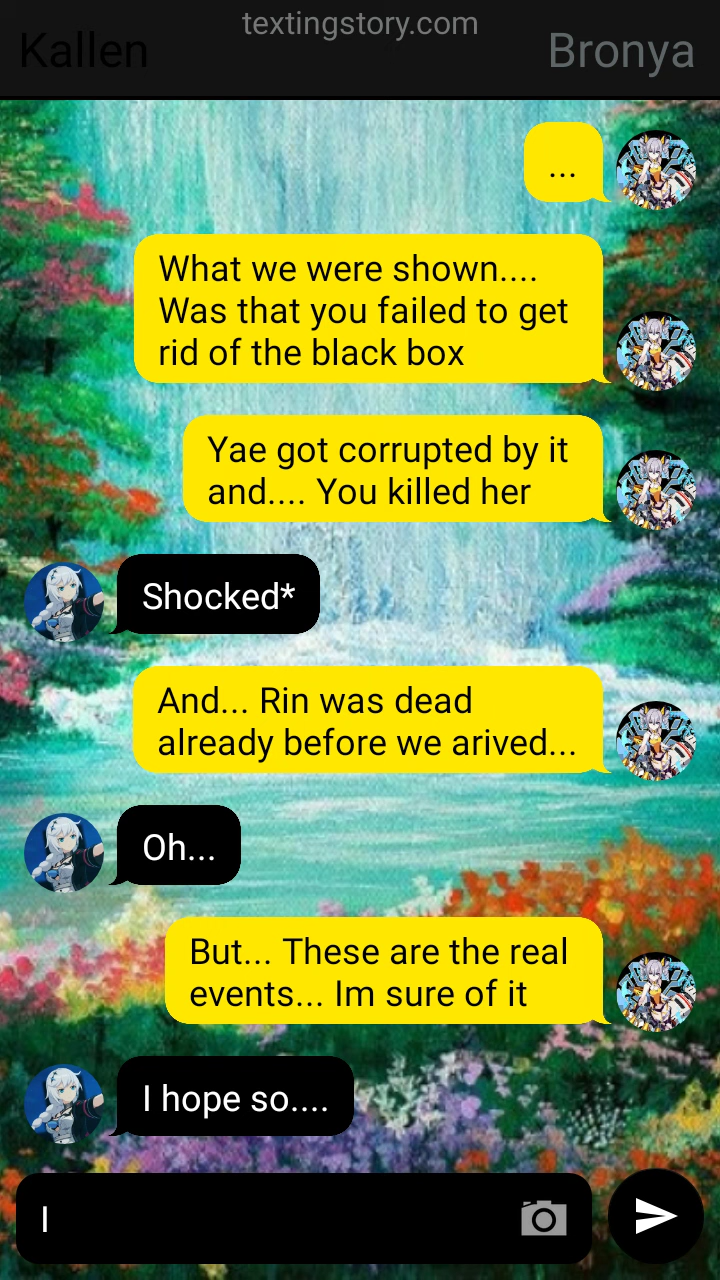 textingstory.com
Kallen
Bronya
...
What we were shown....
Was that you failed to get
rid of the black box
Yae got corrupted by it
and.... You killed her
Shocked*
And... Rin was dead
already before we arived...
Oh...
But... These are the real
events... Im sure of it
I hope so....